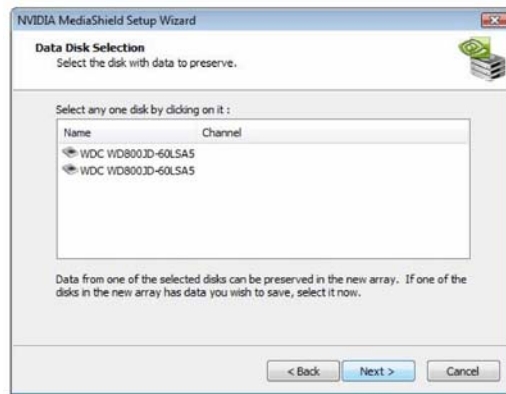 NVIDIA MediaShield Setup Wizard
Data Disk Selection
Select the disk with data to preserve.
Select any one disk by clicking on it :
Name Channel
WDC WD800JD-60LSA5
WDC WD800JD-60LSA5
Data from one of the selected disks can be preserved in the new array. If one of the
disks in the new array has data you wish to save, select it now.
< Back Next > Cancel